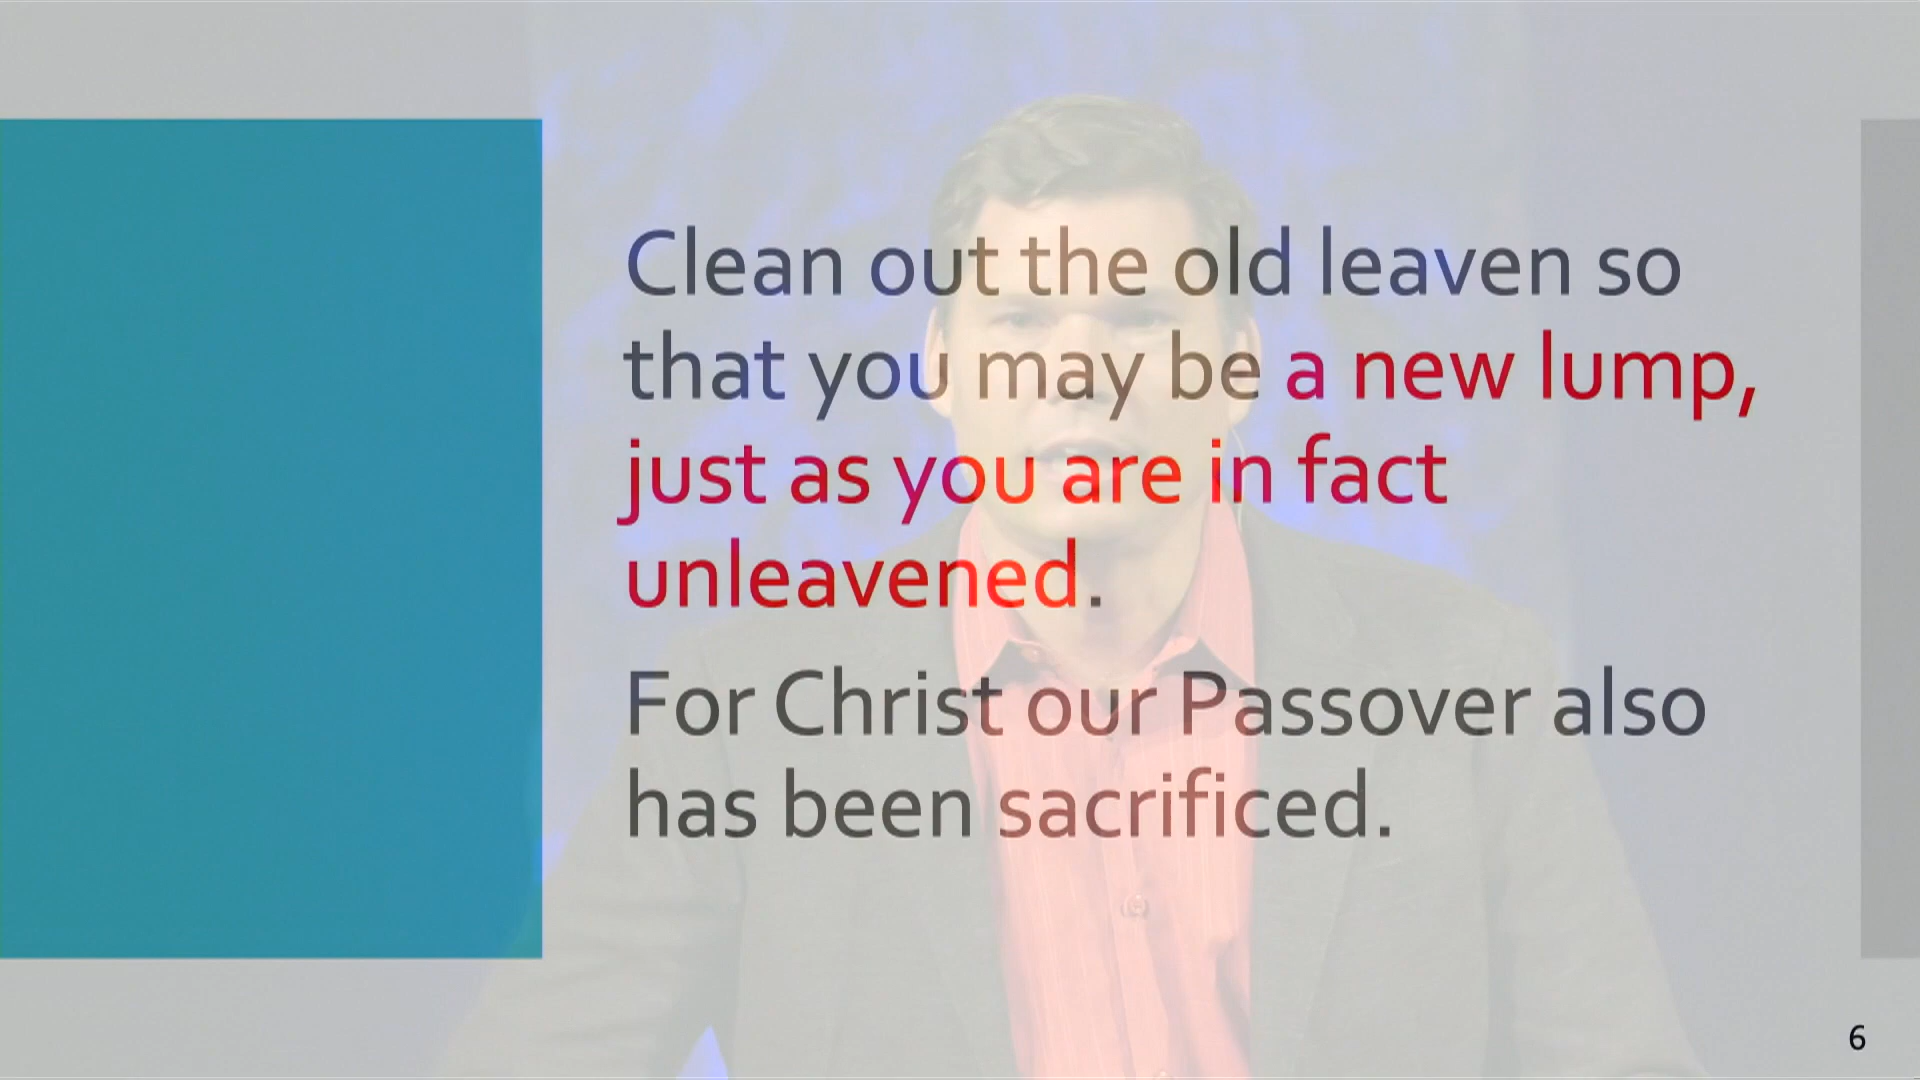 Clean out the old leaven so
that you may be a new lump,
just as you are in fact
unleavened.
For Christ our Passover also
has been sacrificed.
6